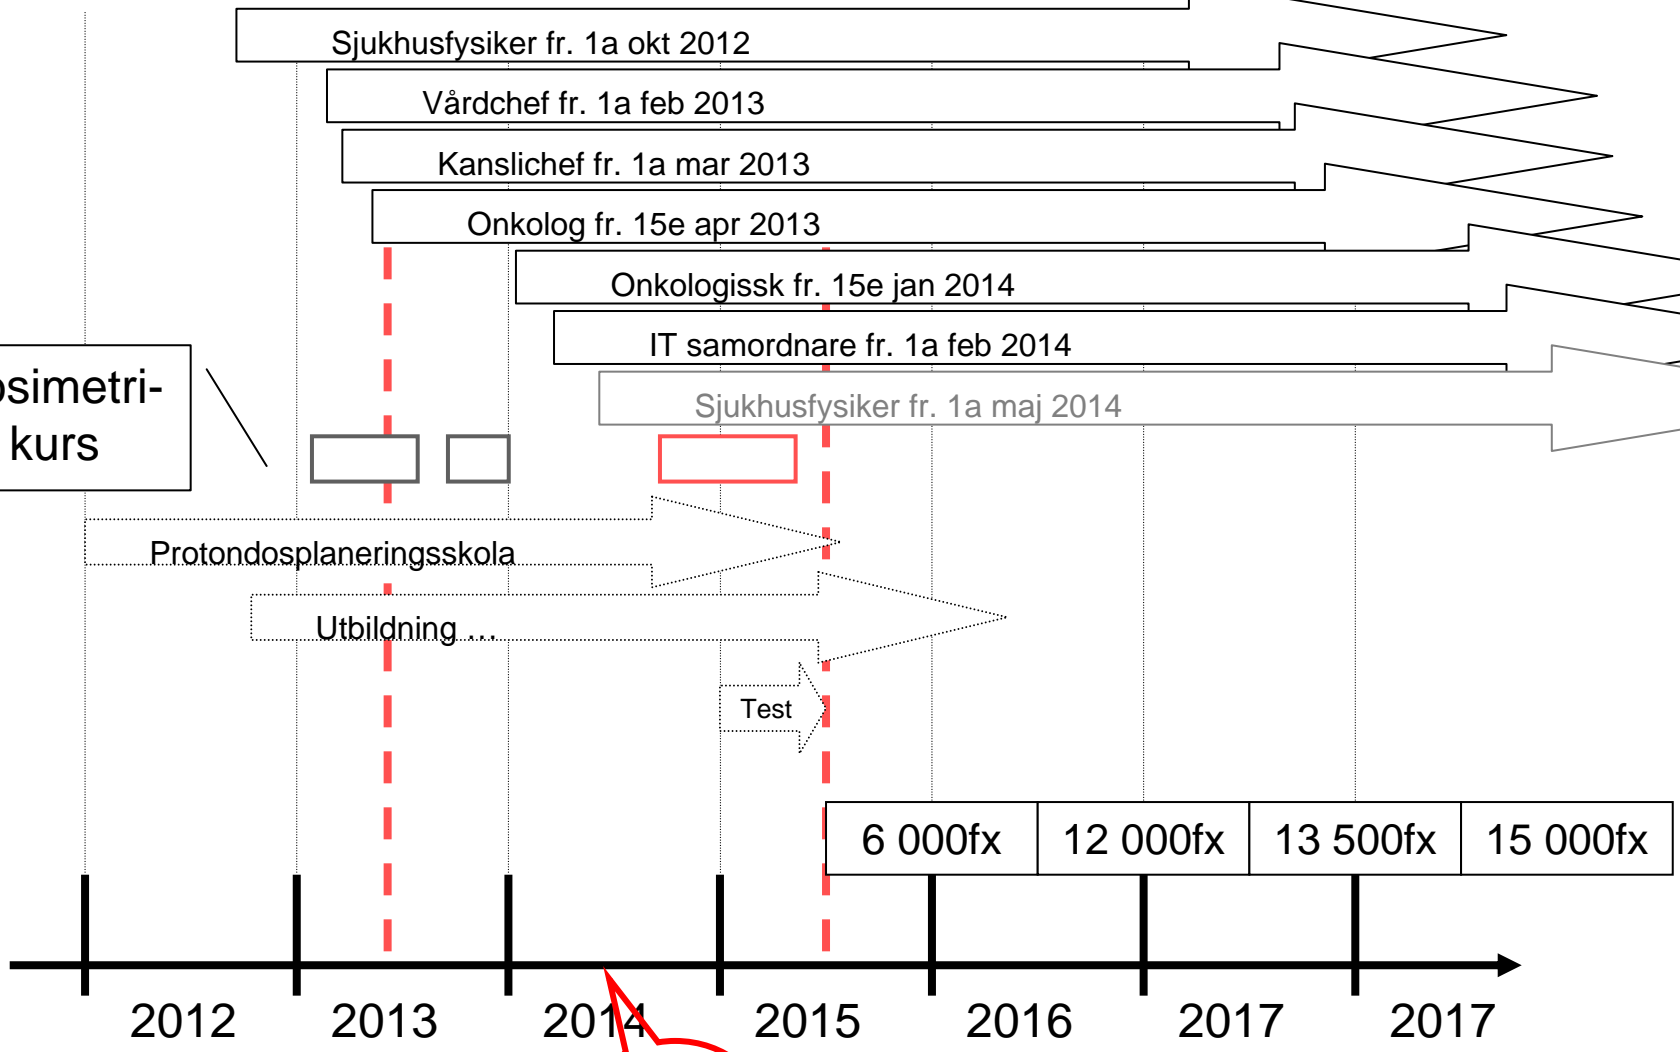 Sjukhusfysiker fr. 1a okt 2012
Vårdchef fr. 1a feb 2013
Kanslichef fr. 1a mar 2013
Onkolog fr. 15e apr 2013
Onkologissk fr. 15e jan 2014
IT samordnare fr. 1a feb 2014
Sjukhusfysiker fr. 1a maj 2014
osimetri-
kurs
Protondosplaneringsskola
Utbildning ...
Test
6 000fx
12 000fx
13 500fx
15 000fx
2012
2013
2014
2015
2016
2017
2017